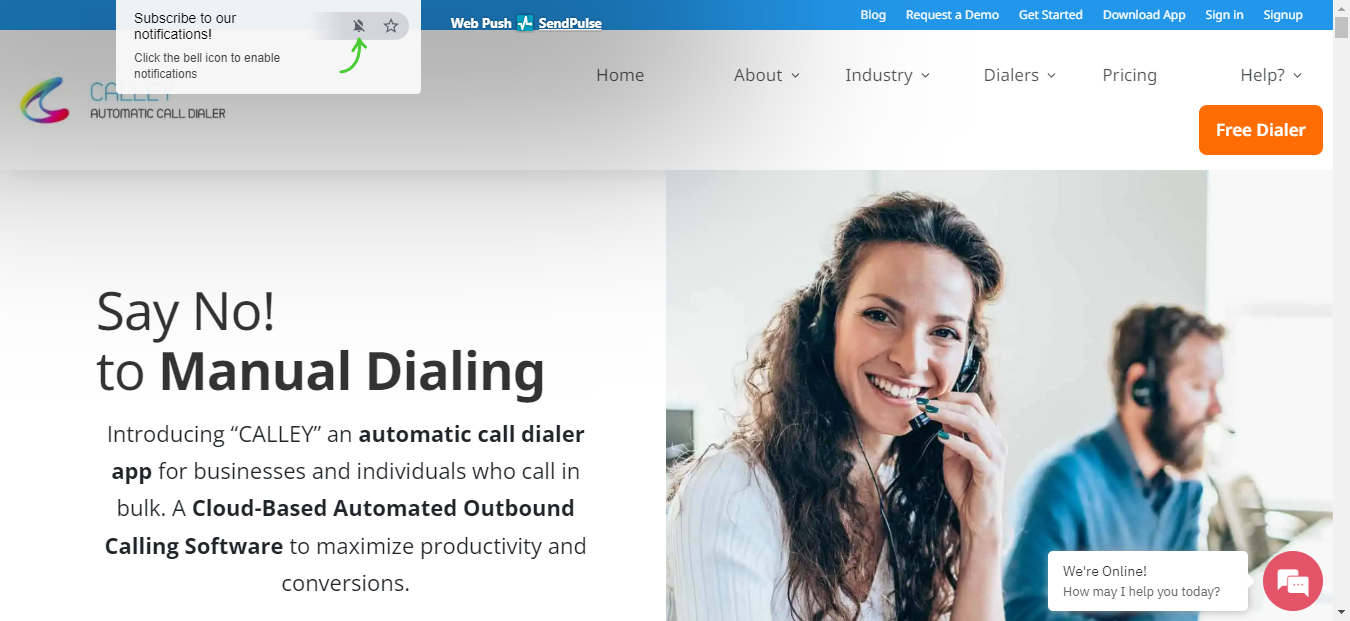 Subscribe to our
notifications!
Click the bell icon to enable
notifications
Web Push SendPulse
Blog Request a Demo Get Started Download App Sign in Signup
CALLEY
AUTOMATIC CALL DIALER
Home About Industry Dialers Pricing Help?
Free Dialer
Say No!
to Manual Dialing
Introducing “CALLEY” an automatic call dialer
app for businesses and individuals who call in
bulk. A Cloud-Based Automated Outbound
Calling Software to maximize productivity and
conversions.
We're Online!
How may I help you today?